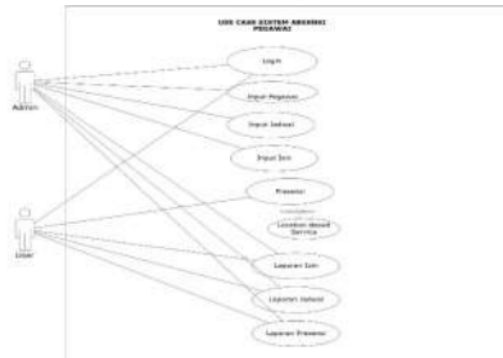 USE CASE SISTEM ABSENSI
PEGAWAI
Login
Admin
Input Pegawai
Input Jadwal
Input Izin
Presensi
User
Location Based
Service
Laporan Izin
Laporan Jadwal
Laporan Presensi